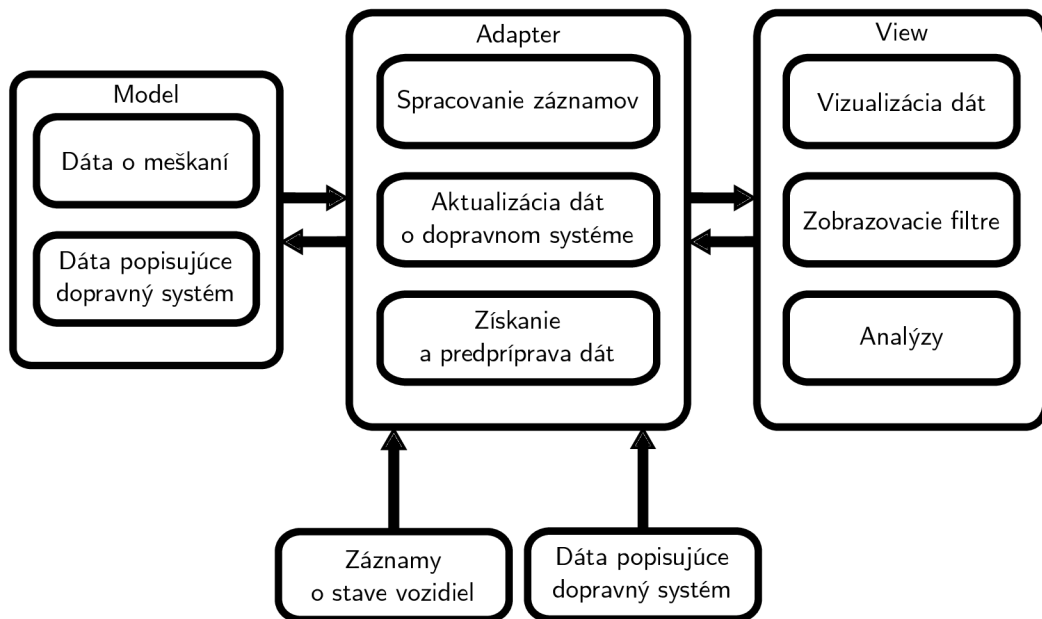 Model
Dáta o meškaní
Dáta popisujúce
dopravný systém
Adapter
Spracovanie záznamov
Aktualizácia dát
o dopravnom systéme
Získanie
a predpríprava dát
View
Vizualizácia dát
Zobrazovacie filtre
Analýzy
Záznamy
o stave vozidiel
Dáta popisujúce
dopravný systém